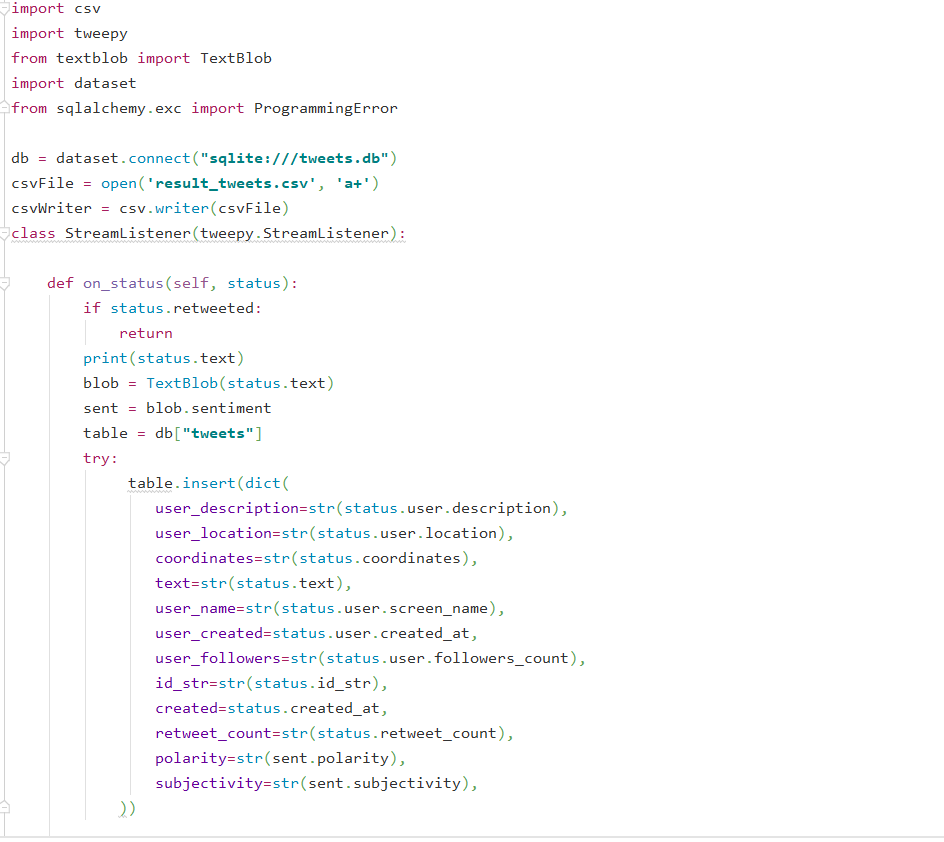 import csv
import tweepy
from textblob import TextBlob
import dataset
from sqlalchemy.exc import ProgrammingError

db = dataset.connect("sqlite:///tweets.db")
csvFile = open('result_tweets.csv', 'a+')
csvWriter = csv.writer(csvFile)
class StreamListener(tweepy.StreamListener):

    def on_status(self, status):
        if status.retweeted:
            return
        print(status.text)
        blob = TextBlob(status.text)
        sent = blob.sentiment
        table = db["tweets"]
        try:
             table.insert(dict(
                user_description=str(status.user.description),
                user_location=str(status.user.location),
                coordinates=str(status.coordinates),
                text=str(status.text),
                user_name=str(status.user.screen_name),
                user_created=status.user.created_at,
                user_followers=str(status.user.followers_count),
                id_str=str(status.id_str),
                created=status.created_at,
                retweet_count=str(status.retweet_count),
                polarity=str(sent.polarity),
                subjectivity=str(sent.subjectivity),
            ))